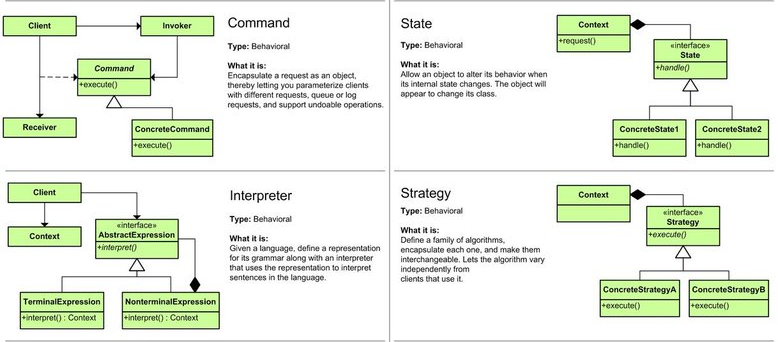 Client
Invoker
Command
+execute()
Receiver
ConcreteCommand
+execute()
Command
Type: Behavioral
What it is:
Encapsulate a request as an object,
thereby letting you parameterize clients
with different requests, queue or log
requests, and support undoable operations.
State
Type: Behavioral
What it is:
Allow an object to alter its behavior when
its internal state changes. The object will
appear to change its class.
Context
+request()
«interface»
State
+handle()
ConcreteState1
+handle()
ConcreteState2
+handle()
Client
Context
«interface»
AbstractExpression
+interpret()
TerminalExpression
+interpret() : Context
NonterminalExpression
+interpret() : Context
Interpreter
Type: Behavioral
What it is:
Given a language, define a representation
for its grammar along with an interpreter
that uses the representation to interpret
sentences in the language.
Strategy
Type: Behavioral
What it is:
Define a family of algorithms,
encapsulate each one, and make them
interchangeable. Lets the algorithm vary
independently from
clients that use it.
Context
«interface»
Strategy
+execute()
ConcreteStrategyA
+execute()
ConcreteStrategyB
+execute()